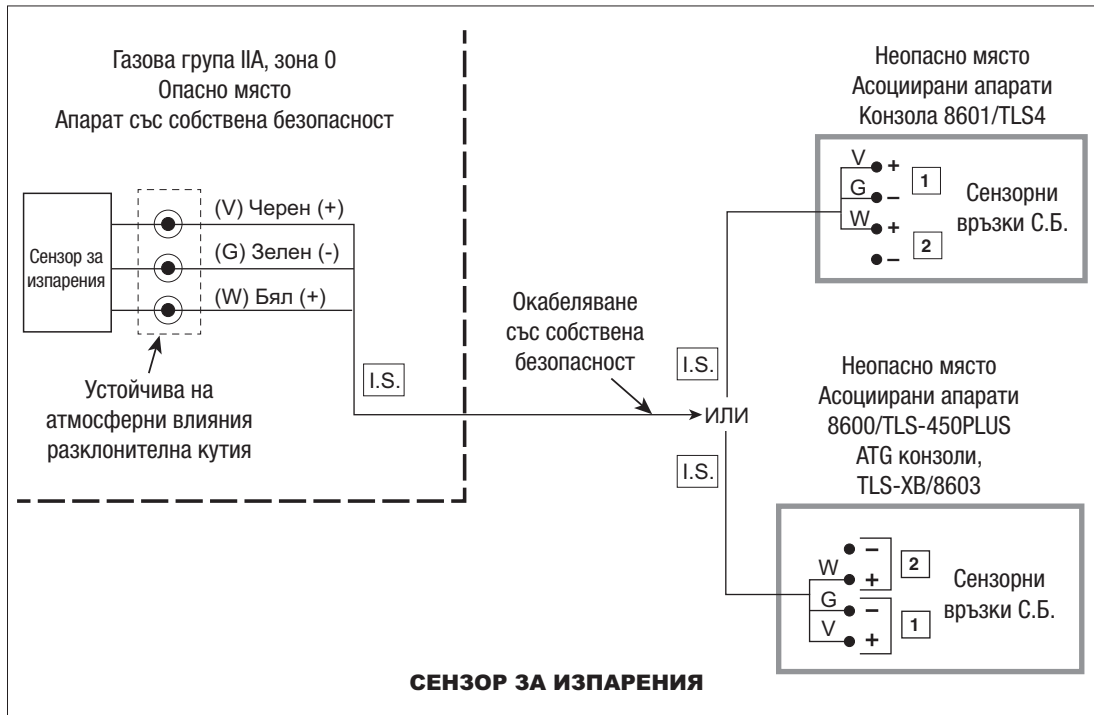 Газова група IIA, зона 0
Опасно място
Апарат със собствена безопасност
Сензор за
изпарения
(V) Черен (+)
(G) Зелен (-)
(W) Бял (+)
Устойчива на
атмосферни влияния
разклонителна кутия
I.S.
Окабеляване
със собствена
безопасност
I.S.
ИЛИ
I.S.
Неопасно място
Асоциирани апарати
Конзола 8601/TLS4
V +
G − 1
W +
− 2
Сензорни
връзки С.Б.
Неопасно място
Асоциирани апарати
8600/TLS-450PLUS
ATG конзоли,
TLS-XB/8603
− 2
W +
G − 1
V +
Сензорни
връзки С.Б.
СЕНЗОР ЗА ИЗПАРЕНИЯ